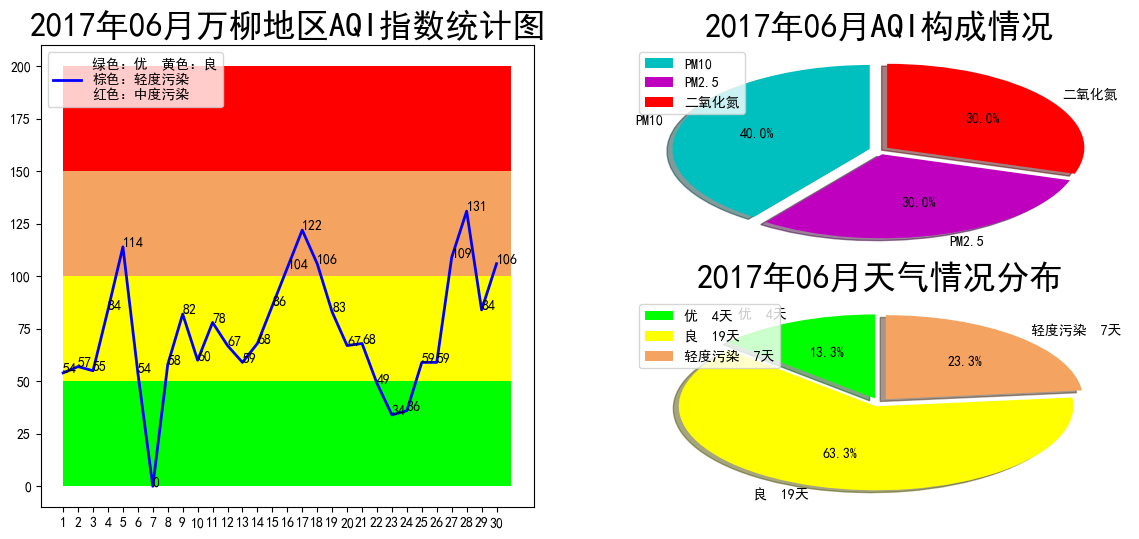 2017年06月万柳地区AQI指数统计图
绿色：优　黄色：良
棕色：轻度污染
红色：中度污染
200
175
150
125
100
75
50
25
0
54
57
55
84
114
54
0
58
82
60
78
67
59
68
86
104
122
106
83
67
68
49
34
36
59
59
109
131
84
106
1 2 3 4 5 6 7 8 9 10 11 12 13 14 15 16 17 18 19 20 21 22 23 24 25 26 27 28 29 30
2017年06月AQI构成情况
PM10
PM2.5
二氧化氮
二氧化氮
PM10
40.0%
30.0%
30.0%
PM2.5
2017年06月天气情况分布
优　4天
良　19天
轻度污染　7天
优　4天
轻度污染　7天
13.3%
23.3%
63.3%
良　19天